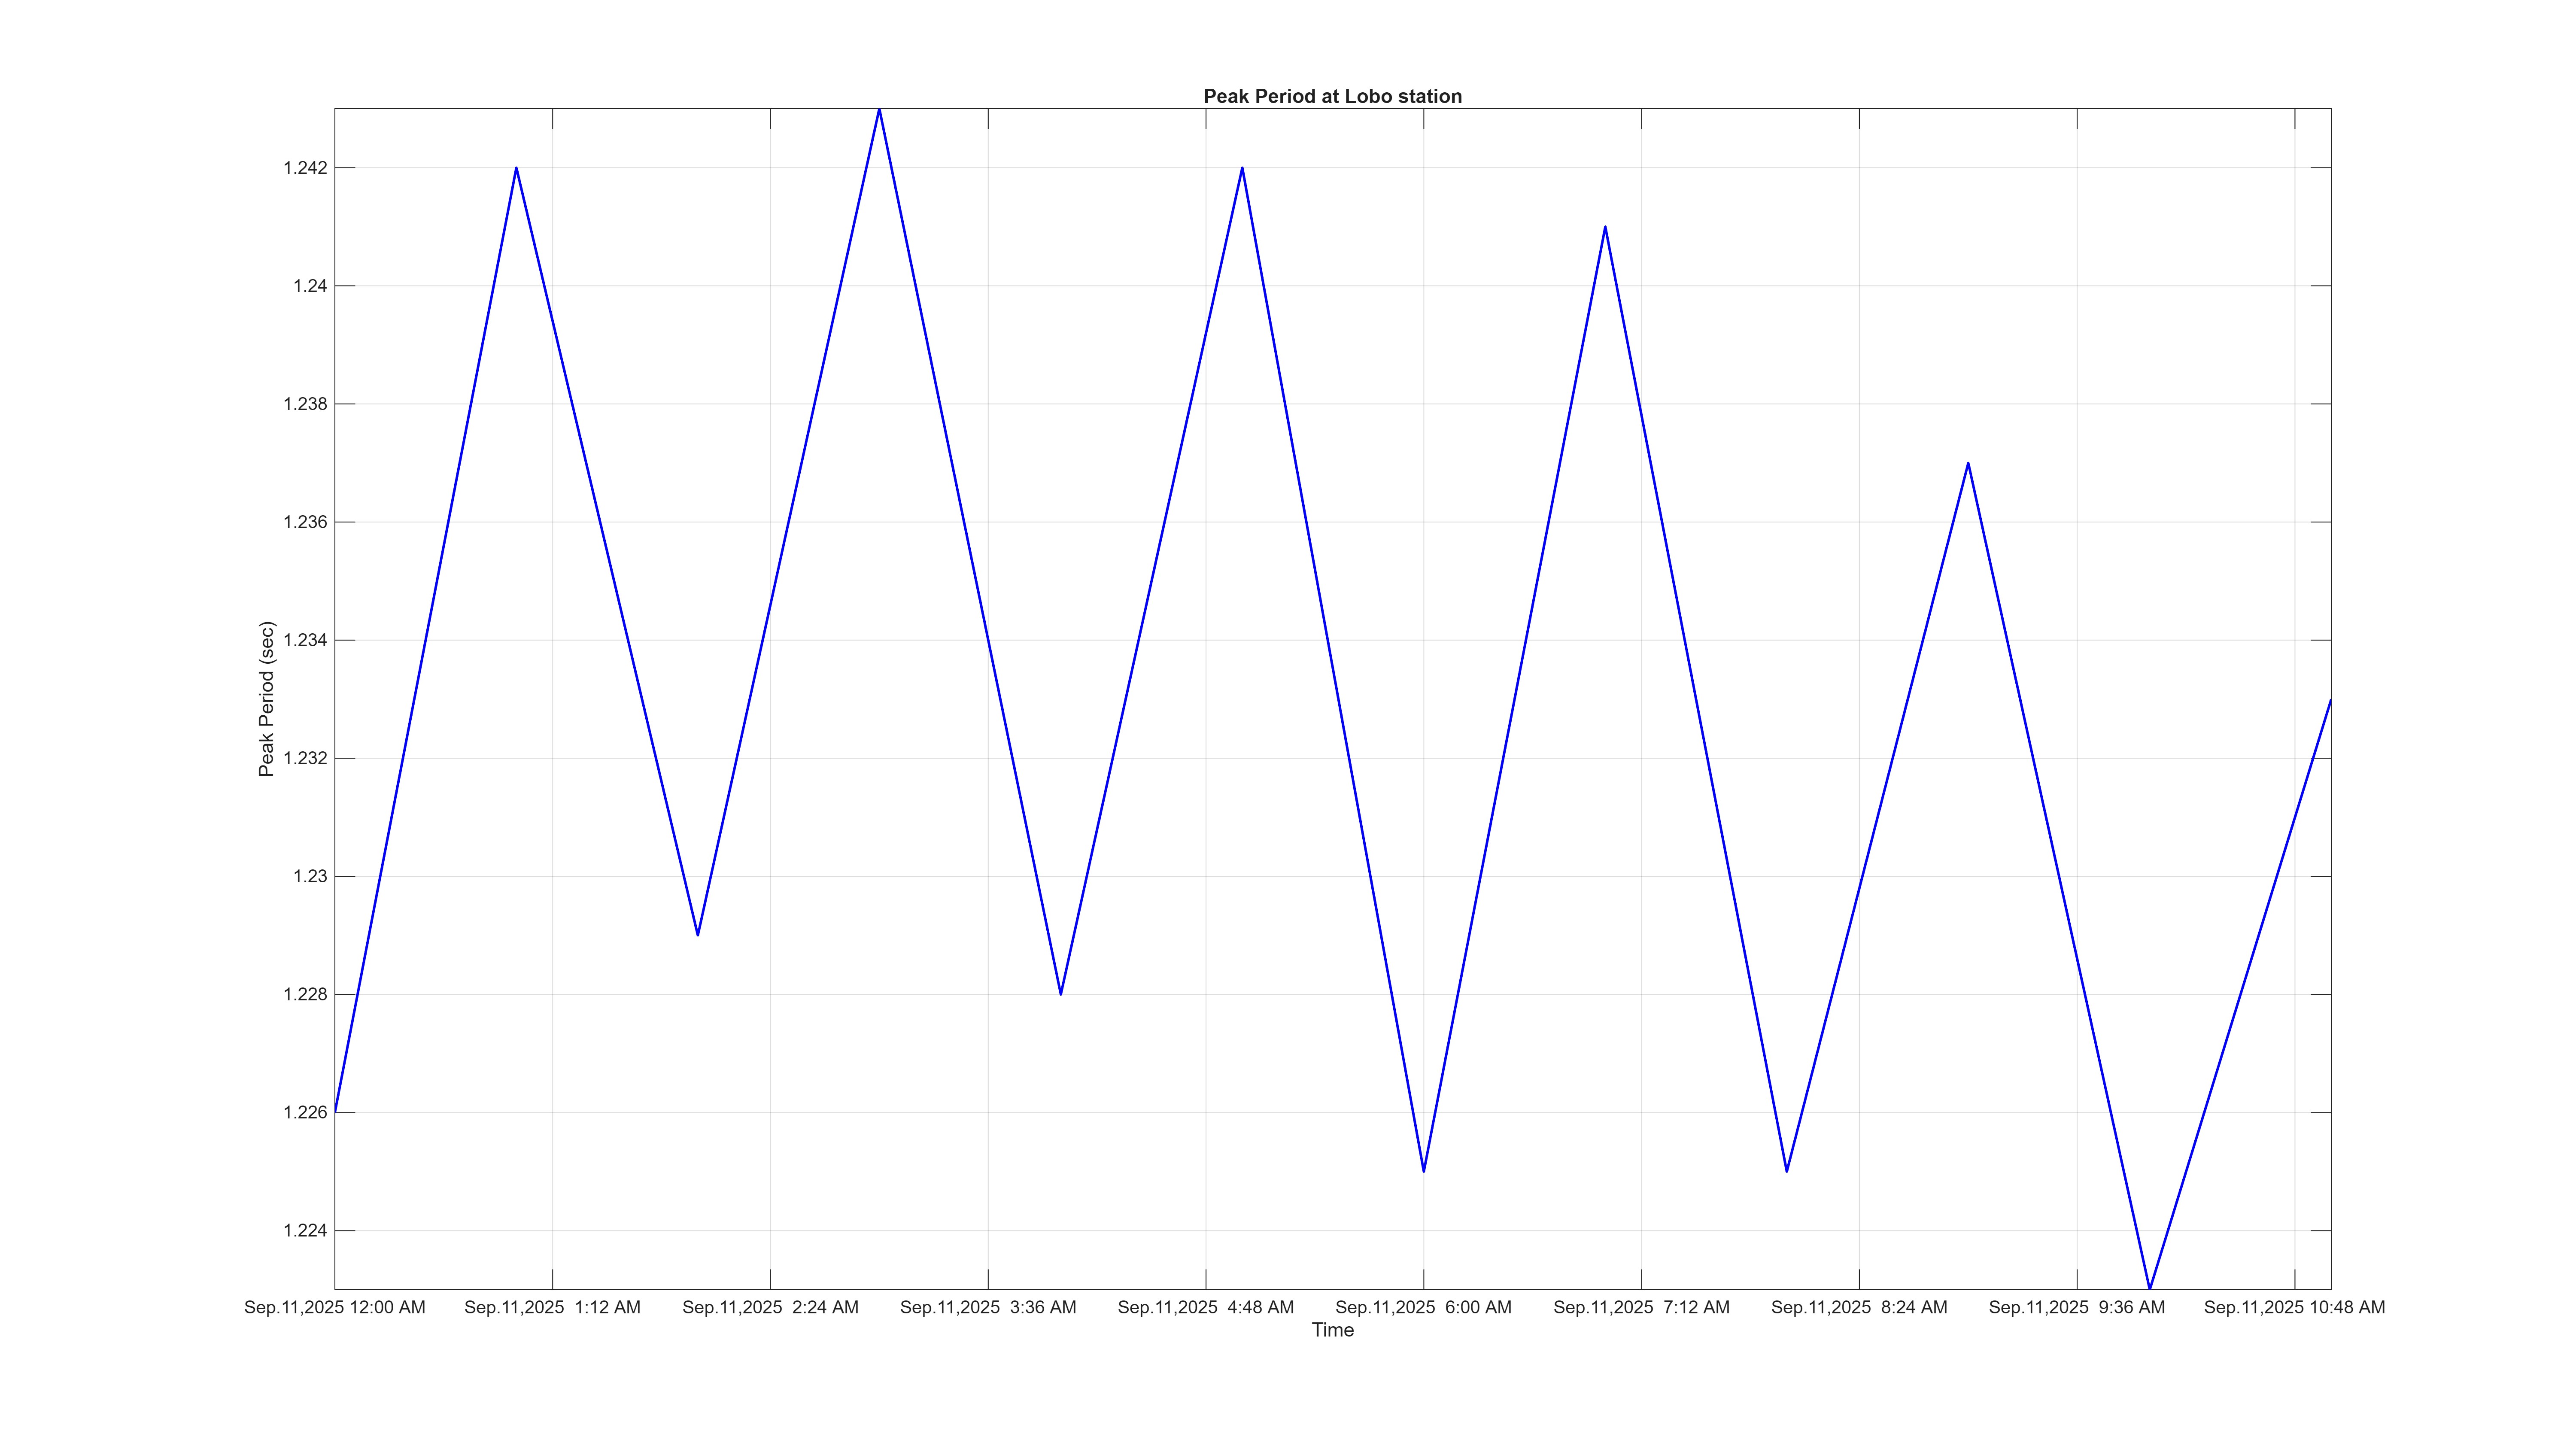 Peak Period at Lobo station
1.242
1.24
1.238
1.236
1.234
1.232
1.23
1.228
1.226
1.224
Peak Period (sec)
Sep.11,2025 12:00 AM
Sep.11,2025  1:12 AM
Sep.11,2025  2:24 AM
Sep.11,2025  3:36 AM
Sep.11,2025  4:48 AM
Sep.11,2025  6:00 AM
Sep.11,2025  7:12 AM
Sep.11,2025  8:24 AM
Sep.11,2025  9:36 AM
Sep.11,2025 10:48 AM
Time